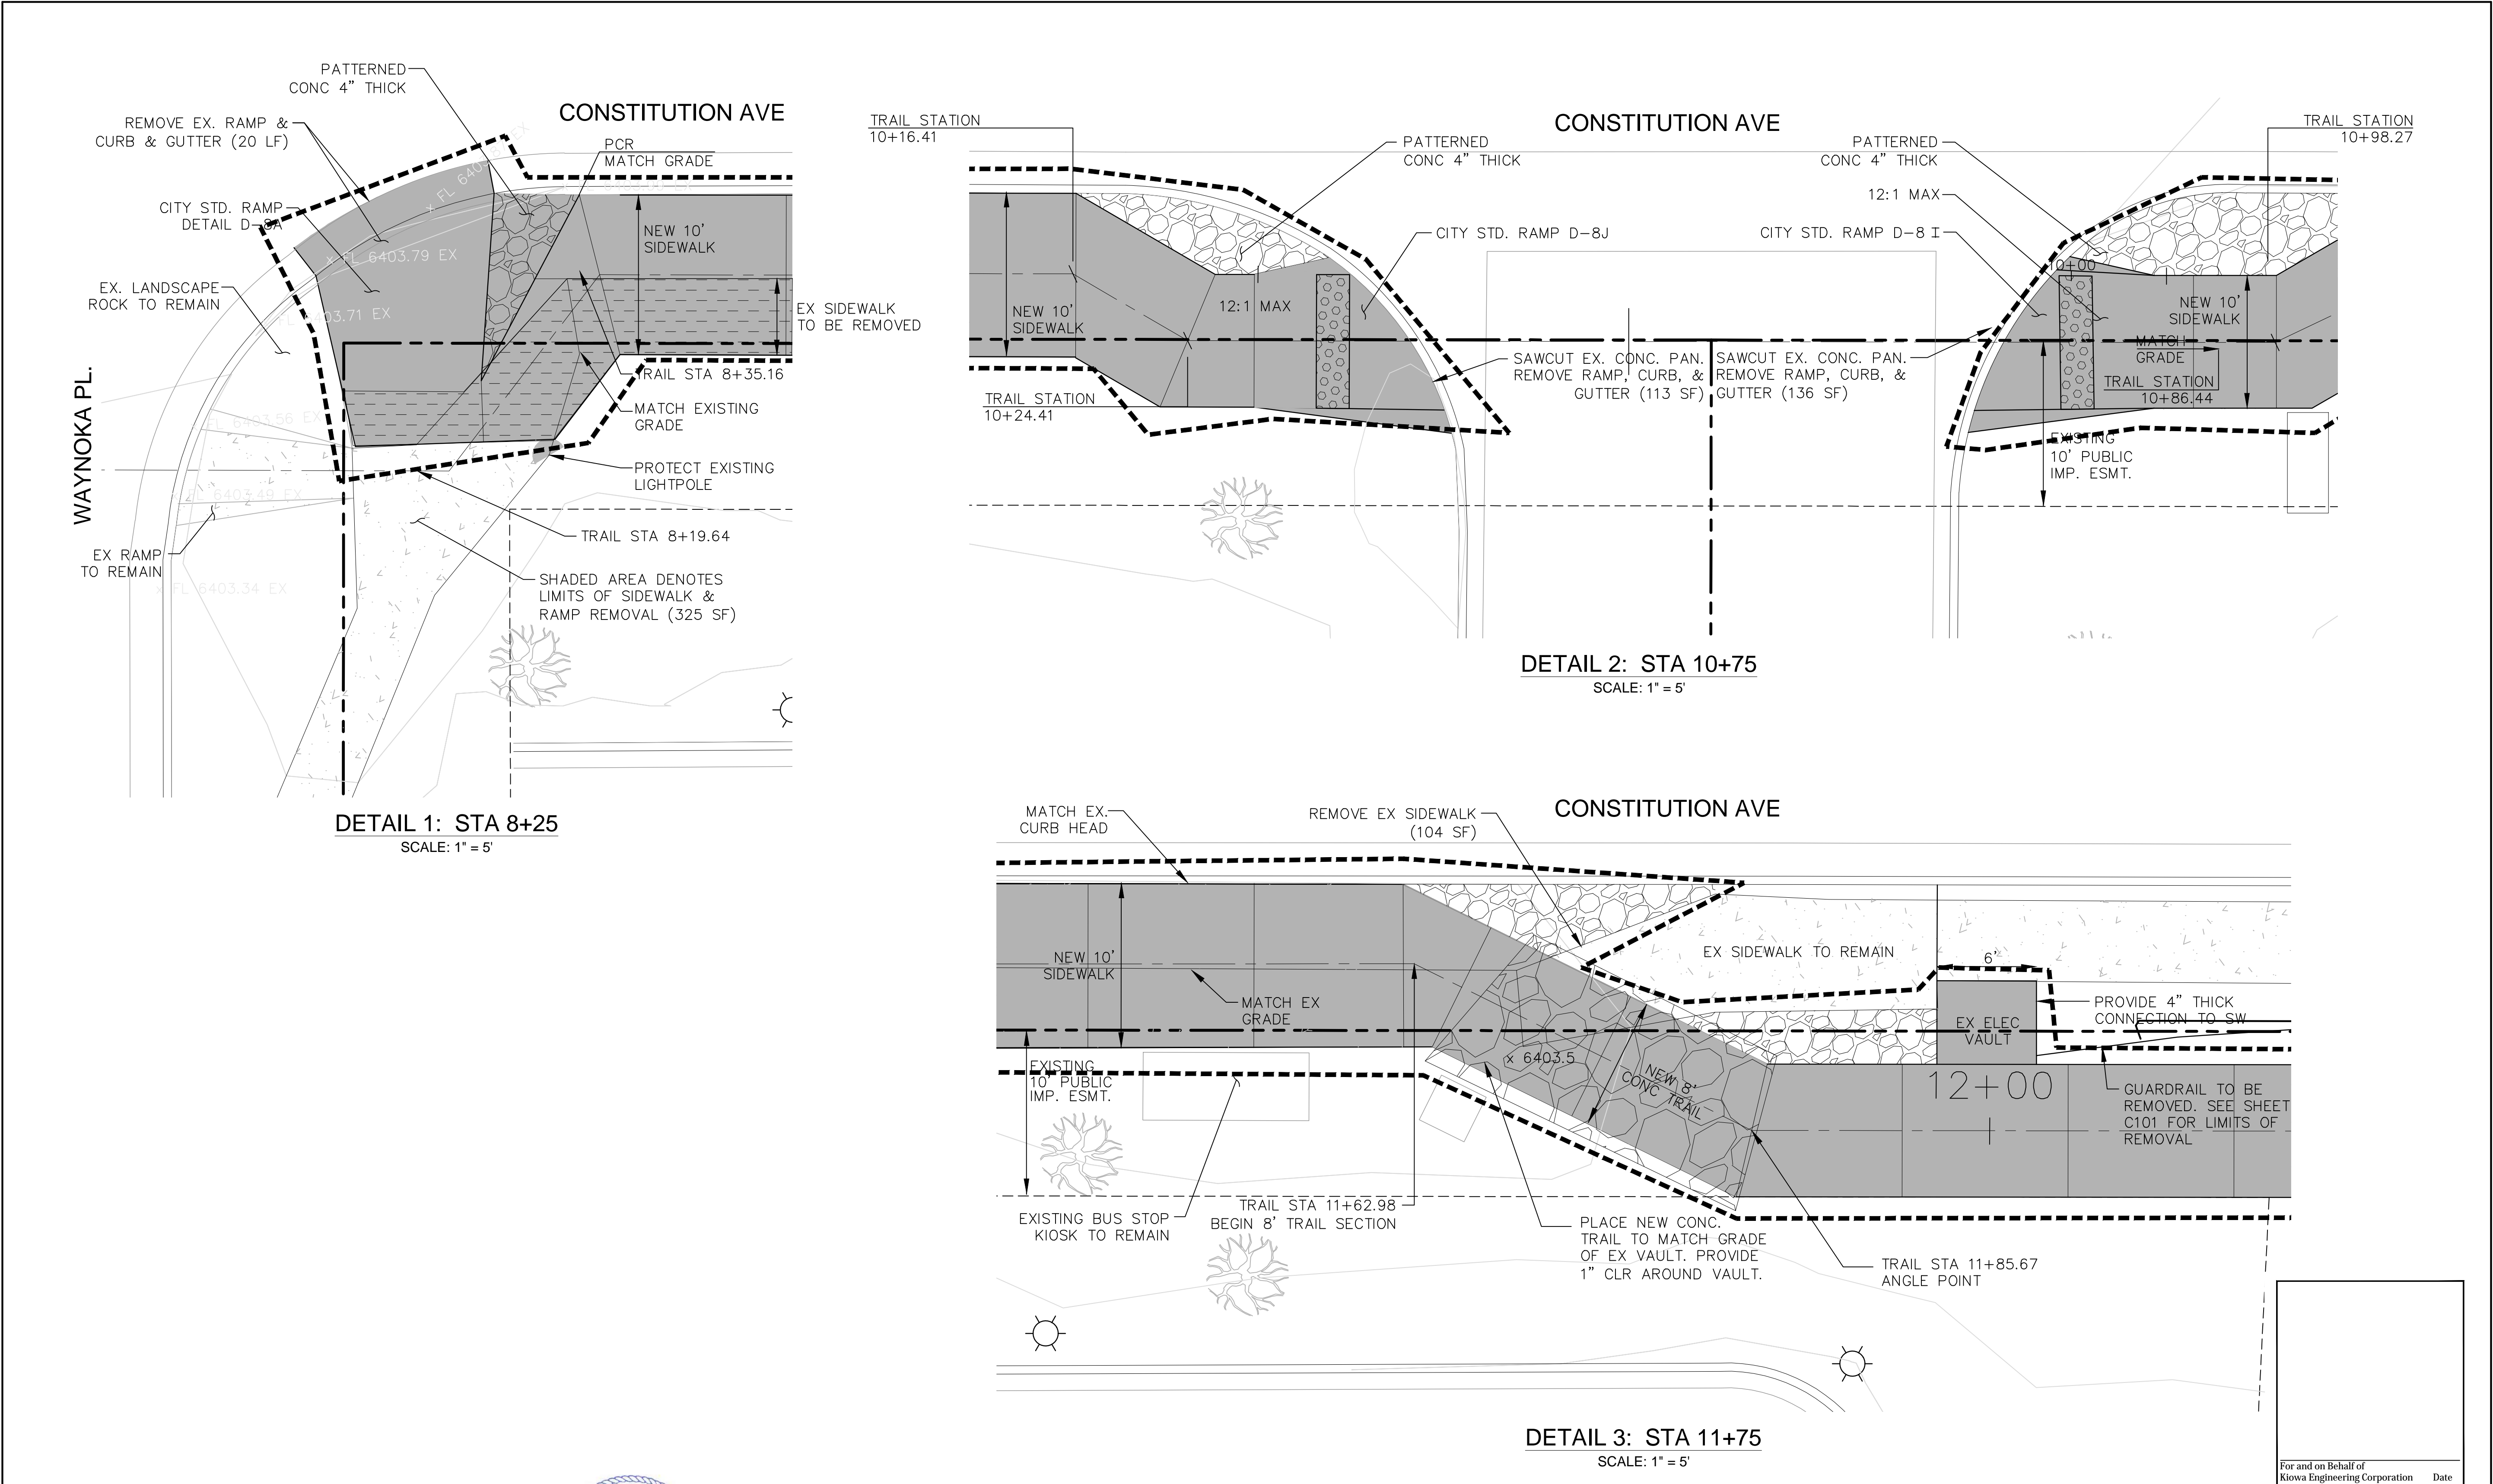 PATTERNED
CONC 4" THICK
REMOVE EX. RAMP &
CURB & GUTTER (20 LF)
CITY STD. RAMP
DETAIL D-8A
EX. LANDSCAPE
ROCK TO REMAIN
WAYNOKA PL.
EX RAMP
TO REMAIN
CONSTITUTION AVE
PCR
MATCH GRADE
NEW 10'
SIDEWALK
EX SIDEWALK
TO BE REMOVED
TRAIL STA 8+35.16
MATCH EXISTING
GRADE
PROTECT EXISTING
LIGHTPOLE
TRAIL STA 8+19.64
SHADED AREA DENOTES
LIMITS OF SIDEWALK &
RAMP REMOVAL (325 SF)
x FL 6403.79 EX
FL 6403.71 EX
FL 6403.56 EX
x FL 6403.49 EX
x FL 6403.34 EX
DETAIL 1: STA 8+25
SCALE: 1" = 5'
TRAIL STATION
10+16.41
CONSTITUTION AVE
PATTERNED
CONC 4" THICK
CITY STD. RAMP D-8J
12:1 MAX
NEW 10'
SIDEWALK
TRAIL STATION
10+24.41
SAWCUT EX. CONC. PAN.
REMOVE RAMP, CURB, &
GUTTER (113 SF)
SAWCUT EX. CONC. PAN.
REMOVE RAMP, CURB, &
GUTTER (136 SF)
PATTERNED
CONC 4" THICK
12:1 MAX
CITY STD. RAMP D-8 I
TRAIL STATION
10+98.27
10+00
NEW 10'
SIDEWALK
MATCH
GRADE
TRAIL STATION
10+86.44
EXISTING
10' PUBLIC
IMP. ESMT.
DETAIL 2: STA 10+75
SCALE: 1" = 5'
MATCH EX.
CURB HEAD
REMOVE EX SIDEWALK
(104 SF)
CONSTITUTION AVE
NEW 10'
SIDEWALK
MATCH EX
GRADE
EX SIDEWALK TO REMAIN
6'
PROVIDE 4" THICK
CONNECTION TO SW
EX ELEC
VAULT
x 6403.5
NEW 8'
CONC TRAIL
12+00
GUARDRAIL TO BE
REMOVED. SEE SHEET
C101 FOR LIMITS OF
REMOVAL
EXISTING
10' PUBLIC
IMP. ESMT.
EXISTING BUS STOP
KIOSK TO REMAIN
TRAIL STA 11+62.98
BEGIN 8' TRAIL SECTION
PLACE NEW CONC.
TRAIL TO MATCH GRADE
OF EX VAULT. PROVIDE
1" CLR AROUND VAULT.
TRAIL STA 11+85.67
ANGLE POINT
DETAIL 3: STA 11+75
SCALE: 1" = 5'
For and on Behalf of
Kiowa Engineering Corporation Date